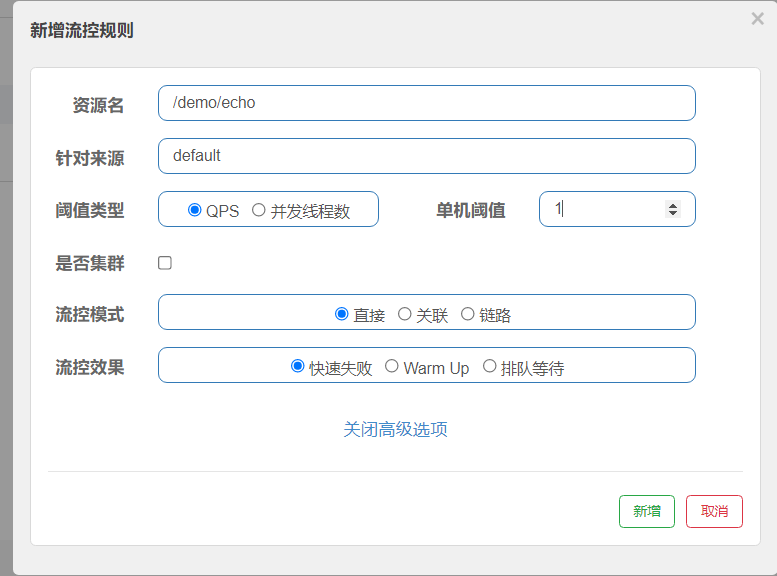 新增流控规则
×
资源名 /demo/echo
针对来源 default
阈值类型 QPS 并发线程数 单机阈值 1
是否集群
流控模式 直接 关联 链路
流控效果 快速失败 Warm Up 排队等待
关闭高级选项
新增 取消